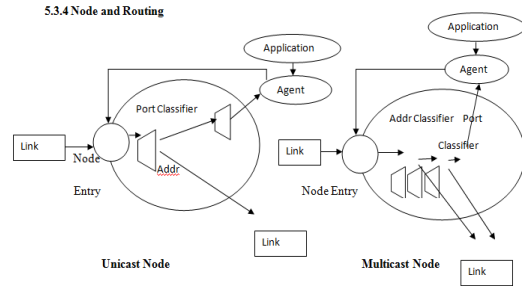 5.3.4 Node and Routing
Application
Agent
Port Classifier
Link
Node
Entry
Addr
Link
Unicast Node
Application
Agent
Addr Classifier Port
Classifier
Link
Node Entry
Multicast Node
Link